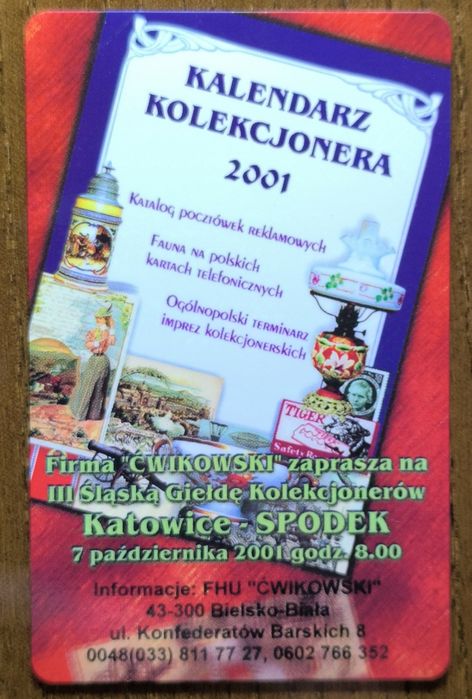 KALENDARZ
KOLEKCJONERA
2001
KATALOG POCZTÓWEK REKLAMOWYCH
FAUNA NA POLSKICH
KARTACH TELEFONICZNYCH
OGÓLNOPOLSKI TERMINARZ
IMPREZ KOLEKCJONERSKICH
TIGER
Safety
Firma "ĆWIKOWSKI" zaprasza na
III Śląską Giełdę Kolekcjonerów
Katowice - SPODEK
7 października 2001 godz. 8.00
Informacje: FHU "ĆWIKOWSKI"
43-300 Bielsko-Biała
ul. Konfederatów Barskich 8
0048(033) 811 77 27, 0602 766 352